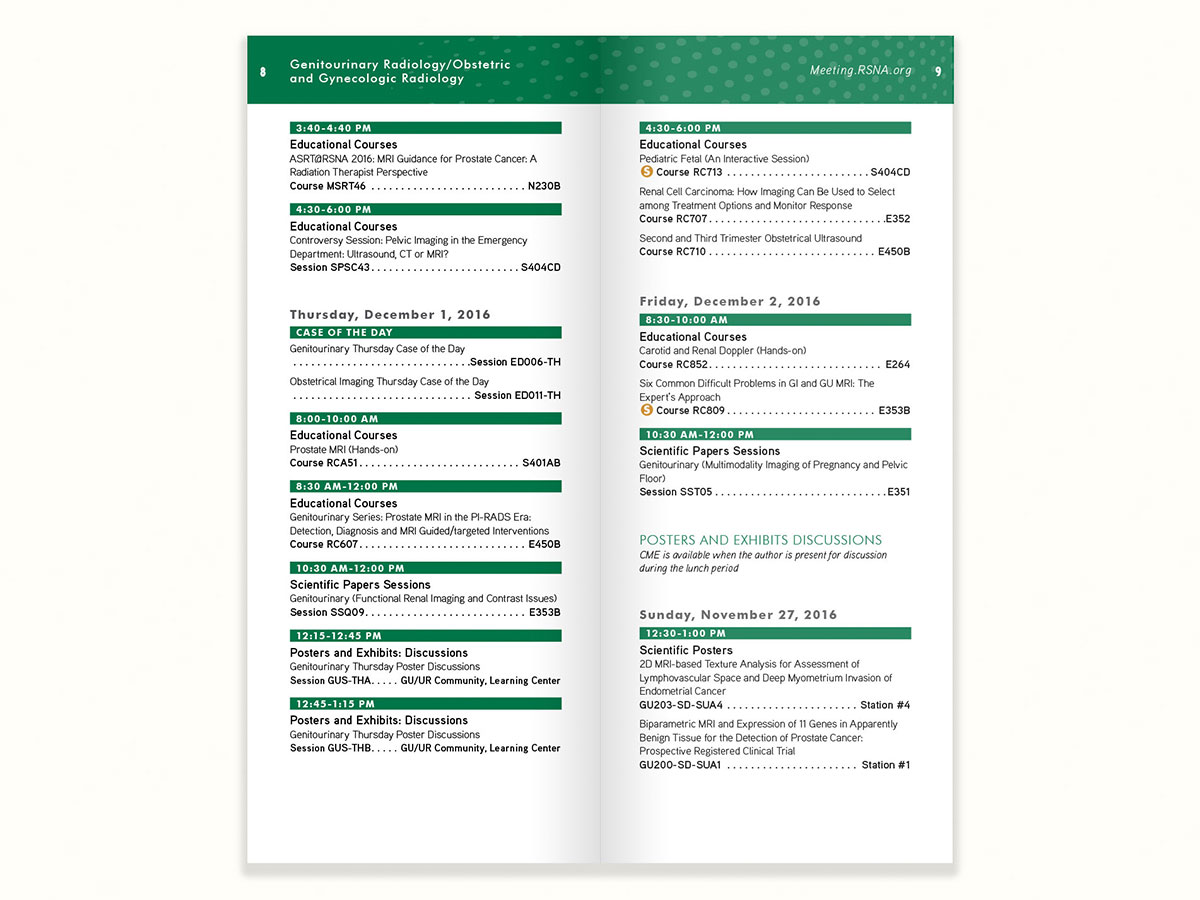 8
Genitourinary Radiology/Obstetric
and Gynecologic Radiology
3:40-4:40 PM
Educational Courses
ASRT@RSNA 2016: MRI Guidance for Prostate Cancer: A
Radiation Therapist Perspective
Course MSRT46 . . . . . . . . . . . . . . . . . . . . . . . . . . N230B
4:30-6:00 PM
Educational Courses
Controversy Session: Pelvic Imaging in the Emergency
Department: Ultrasound, CT or MRI?
Session SPSC43. . . . . . . . . . . . . . . . . . . . . . . . . S404CD
Thursday, December 1, 2016
CASE OF THE DAY
Genitourinary Thursday Case of the Day
. . . . . . . . . . . . . . . . . . . . . . . . . . . . . .Session ED006-TH
Obstetrical Imaging Thursday Case of the Day
. . . . . . . . . . . . . . . . . . . . . . . . . . . . . . Session ED011-TH
8:00-10:00 AM
Educational Courses
Prostate MRI (Hands-on)
Course RCA51. . . . . . . . . . . . . . . . . . . . . . . . . . . S401AB
8:30 AM-12:00 PM
Educational Courses
Genitourinary Series: Prostate MRI in the PI-RADS Era:
Detection, Diagnosis and MRI Guided/targeted Interventions
Course RC607. . . . . . . . . . . . . . . . . . . . . . . . . . . . E450B
10:30 AM-12:00 PM
Scientific Papers Sessions
Genitourinary (Functional Renal Imaging and Contrast Issues)
Session SSQ09. . . . . . . . . . . . . . . . . . . . . . . . . . . E353B
12:15-12:45 PM
Posters and Exhibits: Discussions
Genitourinary Thursday Poster Discussions
Session GUS-THA. . . . . GU/UR Community, Learning Center
12:45-1:15 PM
Posters and Exhibits: Discussions
Genitourinary Thursday Poster Discussions
Session GUS-THB. . . . . GU/UR Community, Learning Center
Meeting.RSNA.org 9
4:30-6:00 PM
Educational Courses
Pediatric Fetal (An Interactive Session)
S Course RC713 . . . . . . . . . . . . . . . . . . . . . . . . S404CD
Renal Cell Carcinoma: How Imaging Can Be Used to Select
among Treatment Options and Monitor Response
Course RC707. . . . . . . . . . . . . . . . . . . . . . . . . . . . . .E352
Second and Third Trimester Obstetrical Ultrasound
Course RC710 . . . . . . . . . . . . . . . . . . . . . . . . . . . . E450B
Friday, December 2, 2016
8:30-10:00 AM
Educational Courses
Carotid and Renal Doppler (Hands-on)
Course RC852. . . . . . . . . . . . . . . . . . . . . . . . . . . . . E264
Six Common Difficult Problems in GI and GU MRI: The
Expert's Approach
S Course RC809 . . . . . . . . . . . . . . . . . . . . . . . . . E353B
10:30 AM-12:00 PM
Scientific Papers Sessions
Genitourinary (Multimodality Imaging of Pregnancy and Pelvic
Floor)
Session SST05 . . . . . . . . . . . . . . . . . . . . . . . . . . . . .E351
POSTERS AND EXHIBITS DISCUSSIONS
CME is available when the author is present for discussion
during the lunch period
Sunday, November 27, 2016
12:30-1:00 PM
Scientific Posters
2D MRI-based Texture Analysis for Assessment of
Lymphovascular Space and Deep Myometrium Invasion of
Endometrial Cancer
GU203-SD-SUA4 . . . . . . . . . . . . . . . . . . . . . . Station #4
Biparametric MRI and Expression of 11 Genes in Apparently
Benign Tissue for the Detection of Prostate Cancer:
Prospective Registered Clinical Trial
GU200-SD-SUA1 . . . . . . . . . . . . . . . . . . . . . . Station #1